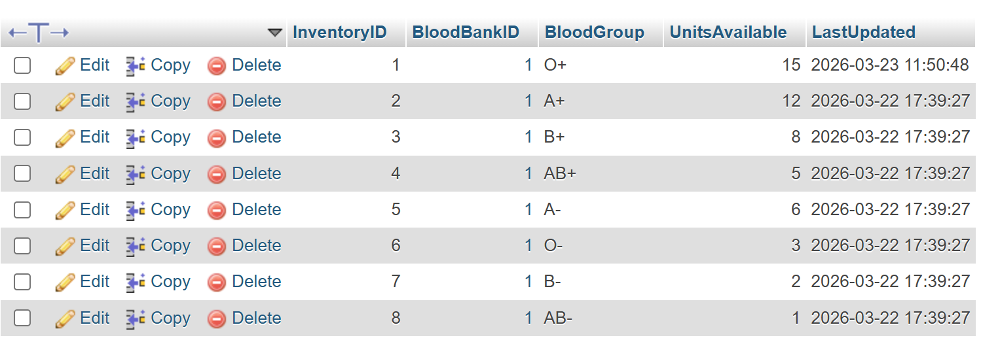 InventoryID BloodBankID BloodGroup UnitsAvailable LastUpdated
Edit Copy Delete 1 1 O+ 15 2026-03-23 11:50:48
Edit Copy Delete 2 1 A+ 12 2026-03-22 17:39:27
Edit Copy Delete 3 1 B+ 8 2026-03-22 17:39:27
Edit Copy Delete 4 1 AB+ 5 2026-03-22 17:39:27
Edit Copy Delete 5 1 A- 6 2026-03-22 17:39:27
Edit Copy Delete 6 1 O- 3 2026-03-22 17:39:27
Edit Copy Delete 7 1 B- 2 2026-03-22 17:39:27
Edit Copy Delete 8 1 AB- 1 2026-03-22 17:39:27